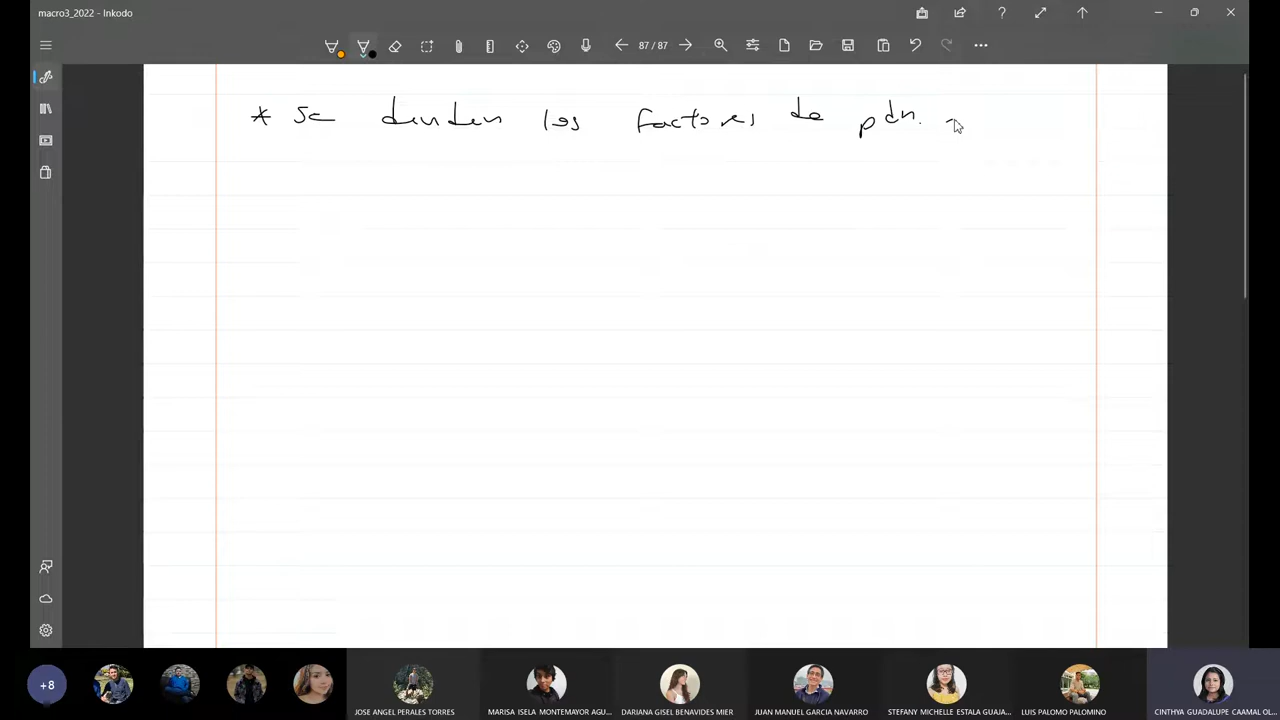 macro3_2022 - Inkodo
87 / 87
* Se denden los factores de pdn.
+8
JOSE ANGEL PERALES TORRES
MARISA ISELA MONTEMAYOR AGU...
DARIANA GISEL BENAVIDES MIER
JUAN MANUEL GARCIA NAVARRO
STEFANY MICHELLE ESTALA GUAJA...
LUIS PALOMO PALOMINO
CINTHYA GUADALUPE CAAMAL OL...